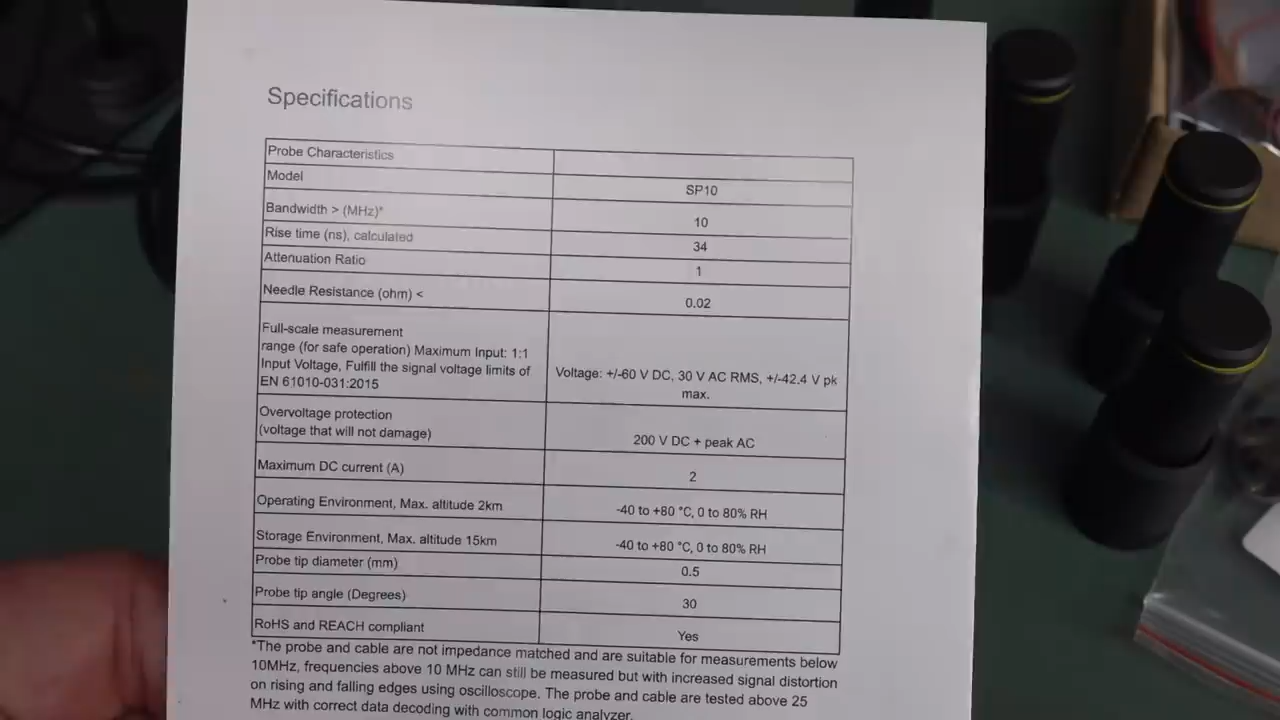 Specifications
Probe Characteristics
Model
SP10
Bandwidth > (MHz)*
10
Rise time (ns), calculated
34
Attenuation Ratio
1
Needle Resistance (ohm) <
0.02
Full-scale measurement
range (for safe operation) Maximum Input: 1:1
Input Voltage, Fulfill the signal voltage limits of
EN 61010-031:2015
Voltage: +/-60 V DC, 30 V AC RMS, +/-42.4 V pk
max.
Overvoltage protection
(voltage that will not damage)
200 V DC + peak AC
Maximum DC current (A)
2
Operating Environment, Max. altitude 2km
-40 to +80 °C, 0 to 80% RH
Storage Environment, Max. altitude 15km
-40 to +80 °C, 0 to 80% RH
Probe tip diameter (mm)
0.5
Probe tip angle (Degrees)
30
RoHS and REACH compliant
Yes
*The probe and cable are not impedance matched and are suitable for measurements below
10MHz, frequencies above 10 MHz can still be measured but with increased signal distortion
on rising and falling edges using oscilloscope. The probe and cable are tested above 25
MHz with correct data decoding with common logic analyzer.